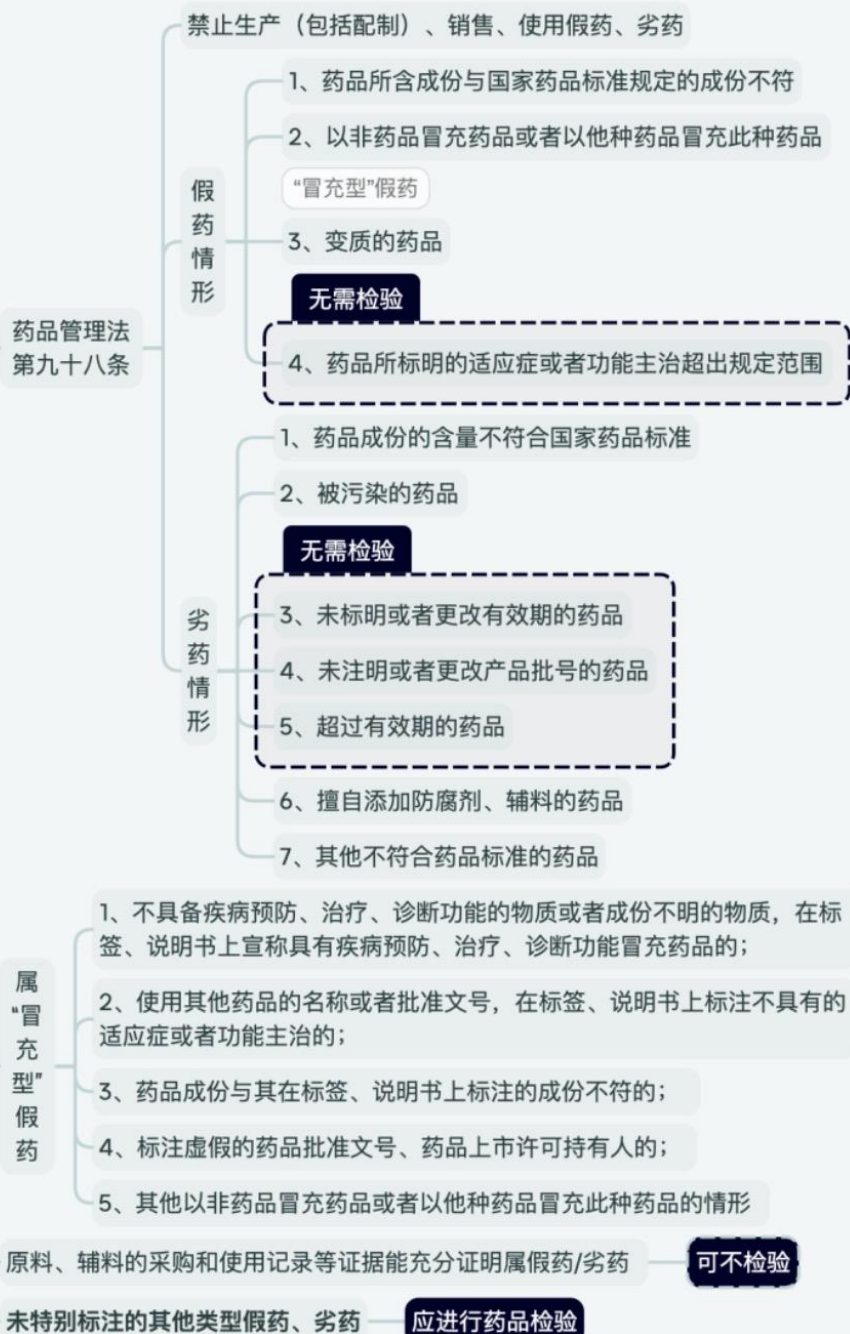 禁止生产（包括配制）、销售、使用假药、劣药
1、药品所含成份与国家药品标准规定的成份不符
2、以非药品冒充药品或者以他种药品冒充此种药品
“冒充型”假药
假药情形
3、变质的药品
无需检验
药品管理法
第九十八条
4、药品所标明的适应症或者功能主治超出规定范围
1、药品成份的含量不符合国家药品标准
2、被污染的药品
无需检验
劣药情形
3、未标明或者更改有效期的药品
4、未注明或者更改产品批号的药品
5、超过有效期的药品
6、擅自添加防腐剂、辅料的药品
7、其他不符合药品标准的药品
属“冒充型”假药
1、不具备疾病预防、治疗、诊断功能的物质或者成份不明的物质，在标
签、说明书上宣称具有疾病预防、治疗、诊断功能冒充药品的；
2、使用其他药品的名称或者批准文号，在标签、说明书上标注不具有的
适应症或者功能主治的；
3、药品成份与其在标签、说明书上标注的成份不符的；
4、标注虚假的药品批准文号、药品上市许可持有人的；
5、其他以非药品冒充药品或者以他种药品冒充此种药品的情形
原料、辅料的采购和使用记录等证据能充分证明属假药/劣药 可不检验
未特别标注的其他类型假药、劣药 应进行药品检验